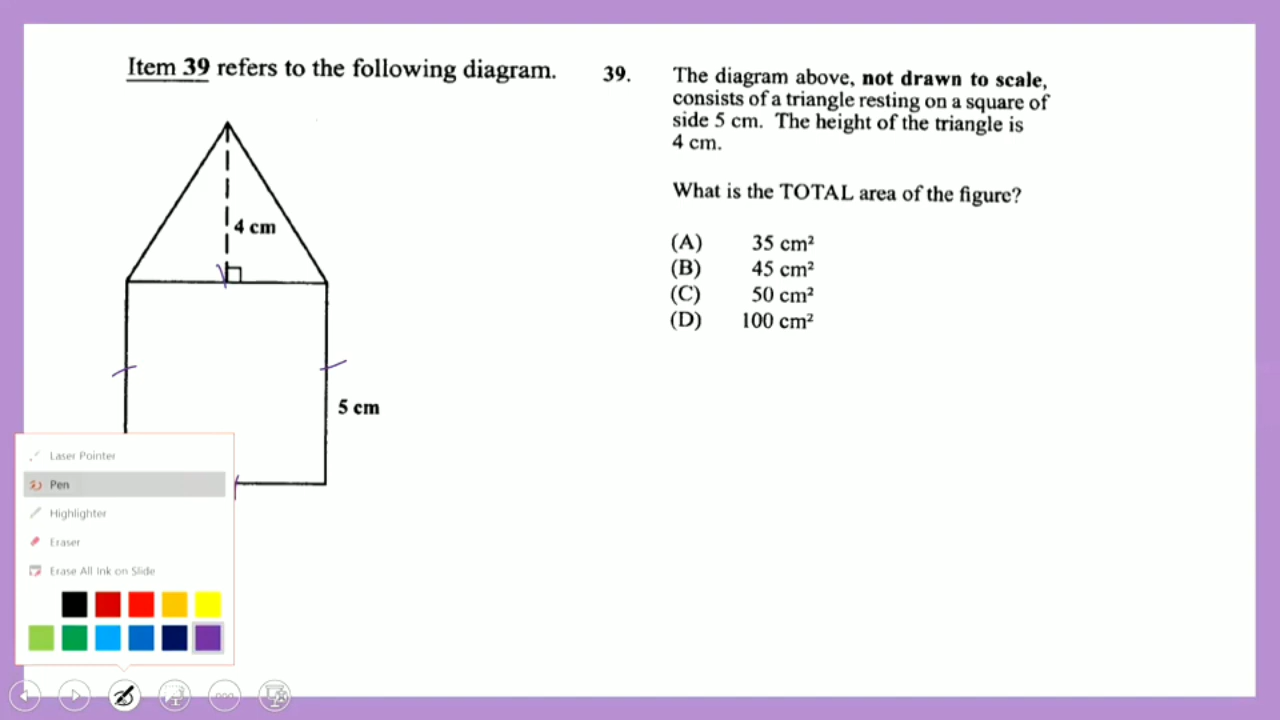 Item 39 refers to the following diagram.
4 cm
5 cm
39.
The diagram above, not drawn to scale,
consists of a triangle resting on a square of
side 5 cm. The height of the triangle is
4 cm.
What is the TOTAL area of the figure?
(A) 35 cm²
(B) 45 cm²
(C) 50 cm²
(D) 100 cm²
Laser Pointer
Pen
Highlighter
Eraser
Erase All Ink on Slide